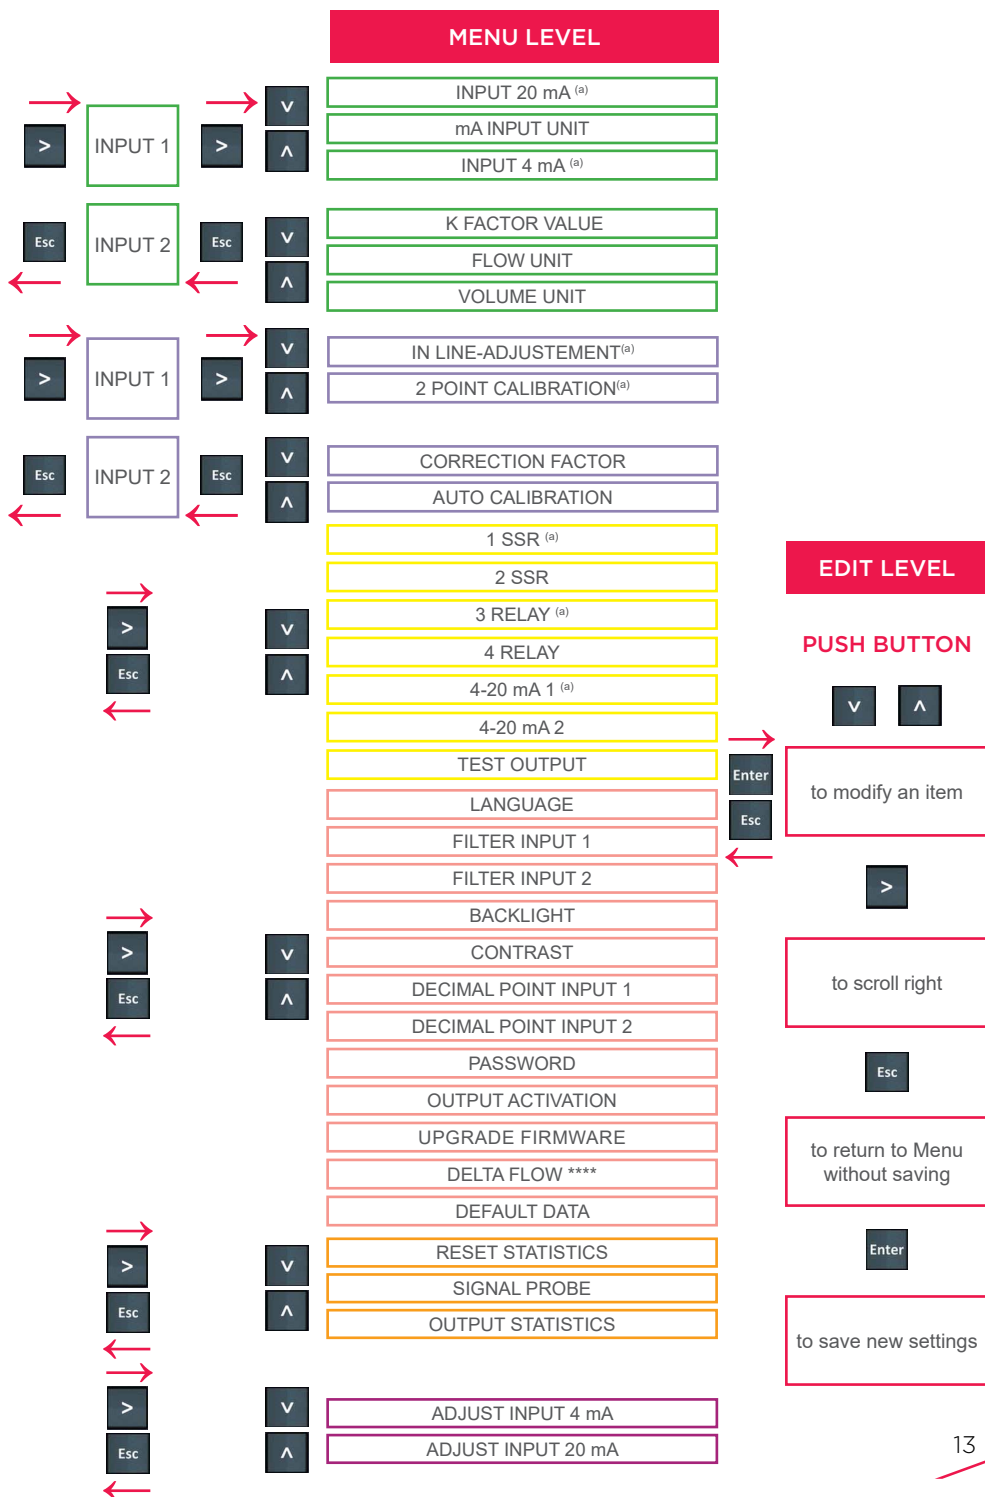 MENU LEVEL
INPUT 20 mA (a)
mA INPUT UNIT
INPUT 4 mA (a)
>
INPUT 1
>
v
ʌ
K FACTOR VALUE
FLOW UNIT
VOLUME UNIT
Esc
INPUT 2
Esc
v
ʌ
IN LINE-ADJUSTEMENT(a)
2 POINT CALIBRATION(a)
>
INPUT 1
>
v
ʌ
CORRECTION FACTOR
AUTO CALIBRATION
Esc
INPUT 2
Esc
v
ʌ
1 SSR (a)
2 SSR
3 RELAY (a)
4 RELAY
4-20 mA 1 (a)
4-20 mA 2
TEST OUTPUT
>
Esc
v
ʌ
LANGUAGE
FILTER INPUT 1
FILTER INPUT 2
BACKLIGHT
CONTRAST
DECIMAL POINT INPUT 1
DECIMAL POINT INPUT 2
PASSWORD
OUTPUT ACTIVATION
UPGRADE FIRMWARE
DELTA FLOW ****
DEFAULT DATA
>
Esc
v
ʌ
RESET STATISTICS
SIGNAL PROBE
OUTPUT STATISTICS
>
Esc
v
ʌ
ADJUST INPUT 4 mA
ADJUST INPUT 20 mA
>
Esc
v
ʌ
Enter
Esc
EDIT LEVEL
PUSH BUTTON
v ʌ
to modify an item
>
to scroll right
Esc
to return to Menu
without saving
Enter
to save new settings
13